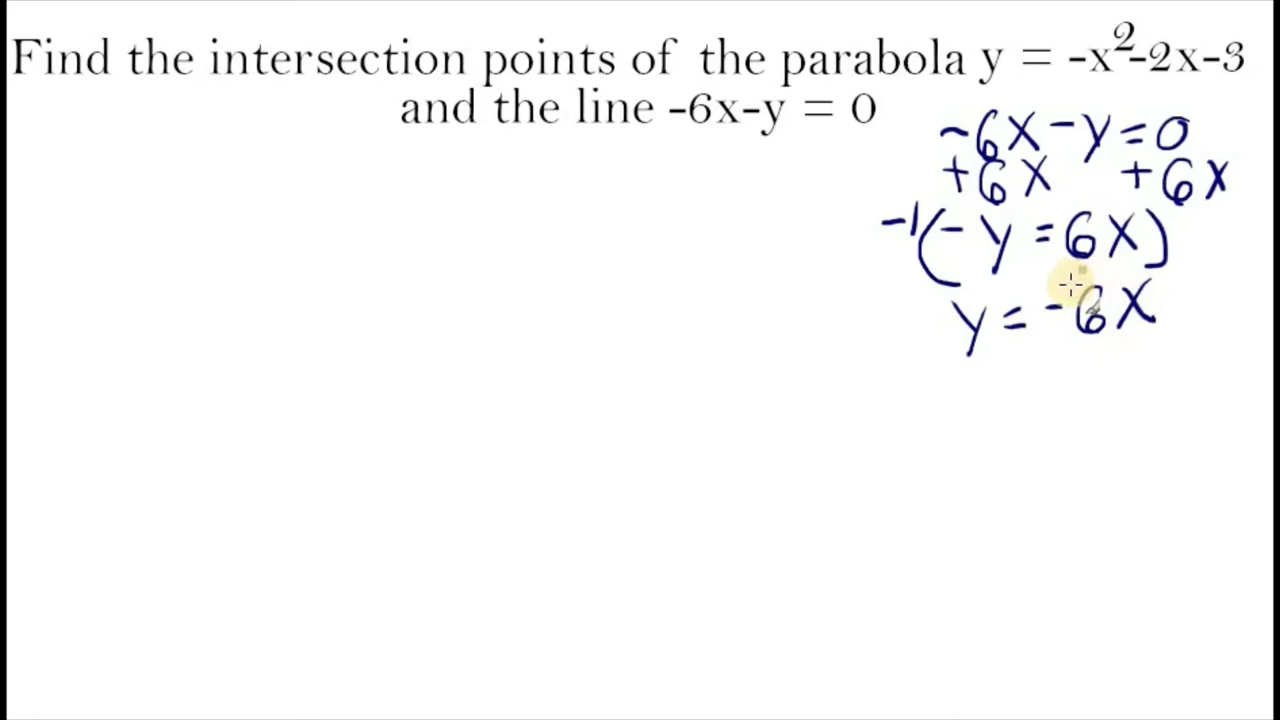 Find the intersection points of the parabola y = -x²-2x-3
and the line -6x-y = 0
-6x-y=0
+6x +6x
-1(-y=6x)
y=-6x